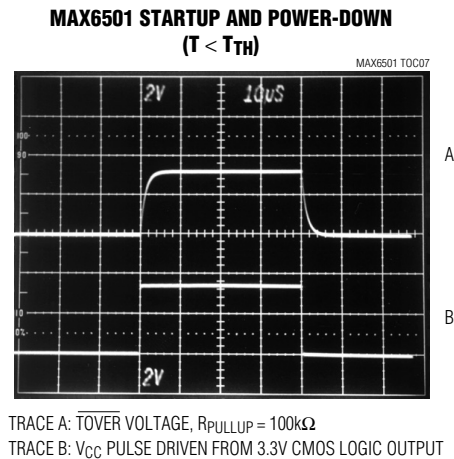 MAX6501 STARTUP AND POWER-DOWN
(T < TTH)
MAX6501 TOC07
2V 10uS
100
90
A
10
0%
B
2V
TRACE A: TOVER VOLTAGE, RPULLUP = 100kΩ
TRACE B: VCC PULSE DRIVEN FROM 3.3V CMOS LOGIC OUTPUT